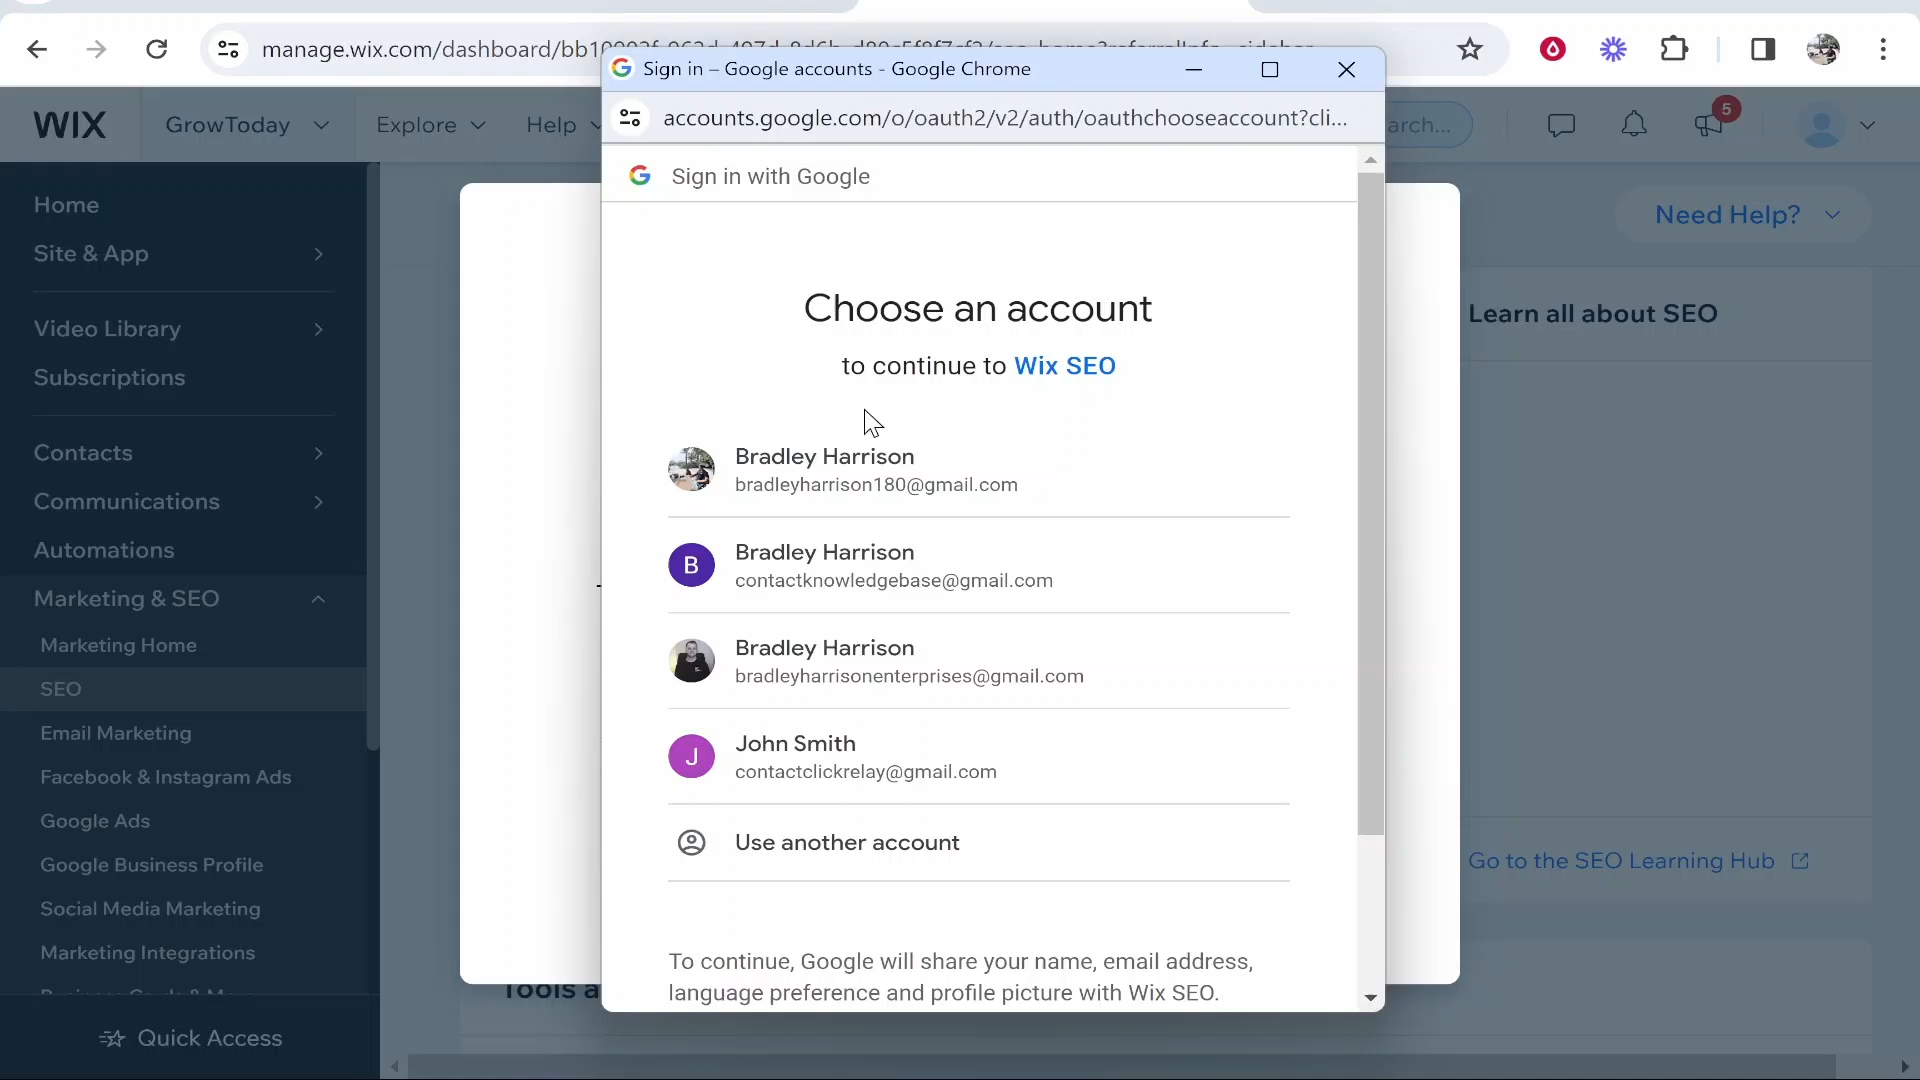 manage.wix.com/dashboard/
Sign in – Google accounts - Google Chrome
accounts.google.com/o/oauth2/v2/auth/oauthchooseaccount?cli...
WIX
GrowToday
Explore
Help
arch...
5
Sign in with Google
Home
Site & App
Video Library
Subscriptions
Contacts
Communications
Automations
Marketing & SEO
Marketing Home
SEO
Email Marketing
Facebook & Instagram Ads
Google Ads
Google Business Profile
Social Media Marketing
Marketing Integrations
Quick Access
Choose an account
to continue to Wix SEO
Bradley Harrison
bradleyharrison180@gmail.com
B
Bradley Harrison
contactknowledgebase@gmail.com
Bradley Harrison
bradleyharrisonenterprises@gmail.com
J
John Smith
contactclickrelay@gmail.com
Use another account
To continue, Google will share your name, email address,
language preference and profile picture with Wix SEO.
Need Help?
Learn all about SEO
Go to the SEO Learning Hub
Tools a